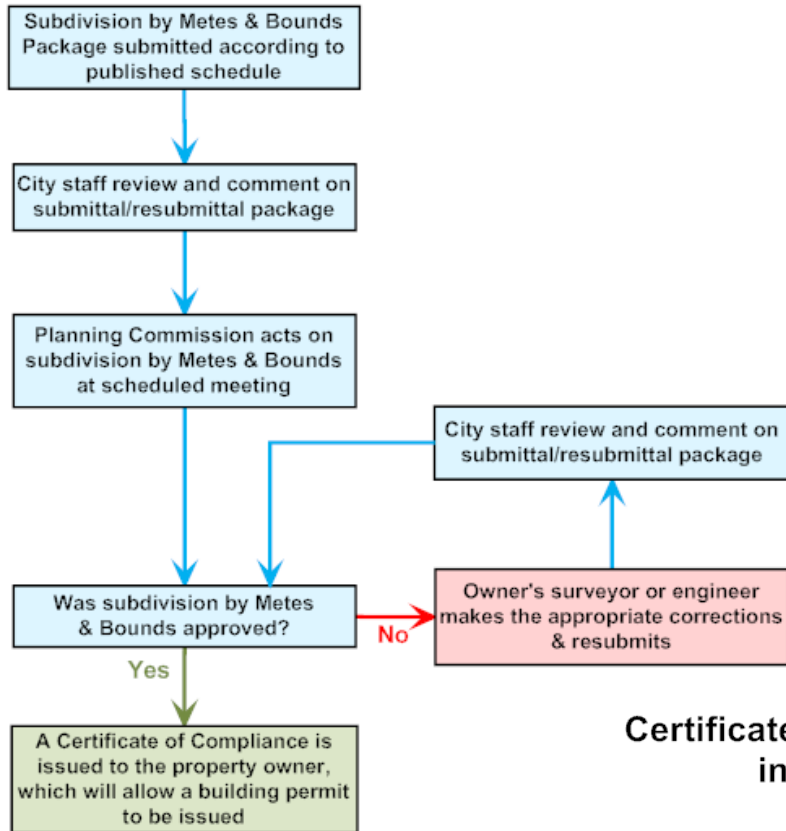 Subdivision by Metes & Bounds
Package submitted according to
published schedule
City staff review and comment on
submittal/resubmittal package
Planning Commission acts on
subdivision by Metes & Bounds
at scheduled meeting
City staff review and comment on
submittal/resubmittal package
Was subdivision by Metes
& Bounds approved?
No
Owner's surveyor or engineer
makes the appropriate corrections
& resubmits
Yes
A Certificate of Compliance is
issued to the property owner,
which will allow a building permit
to be issued
Certificate
in